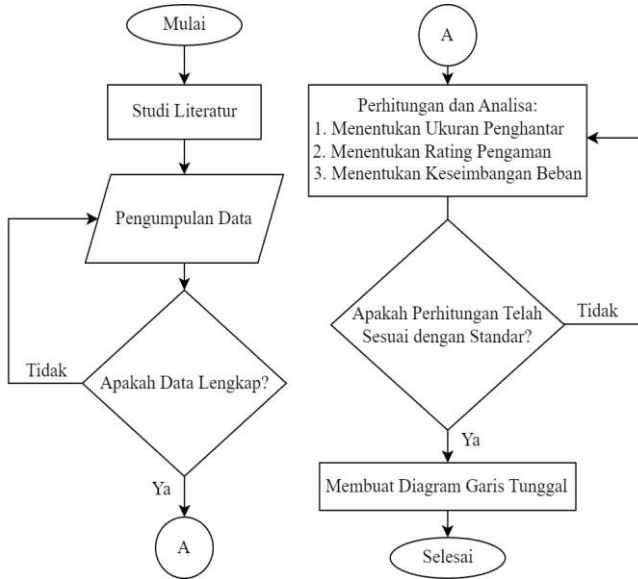 Mulai
Studi Literatur
Pengumpulan Data
Apakah Data Lengkap?
Tidak
Ya
A
A
Perhitungan dan Analisa:
1. Menentukan Ukuran Penghantar
2. Menentukan Rating Pengaman
3. Menentukan Keseimbangan Beban
Apakah Perhitungan Telah
Sesuai dengan Standar?
Tidak
Ya
Membuat Diagram Garis Tunggal
Selesai